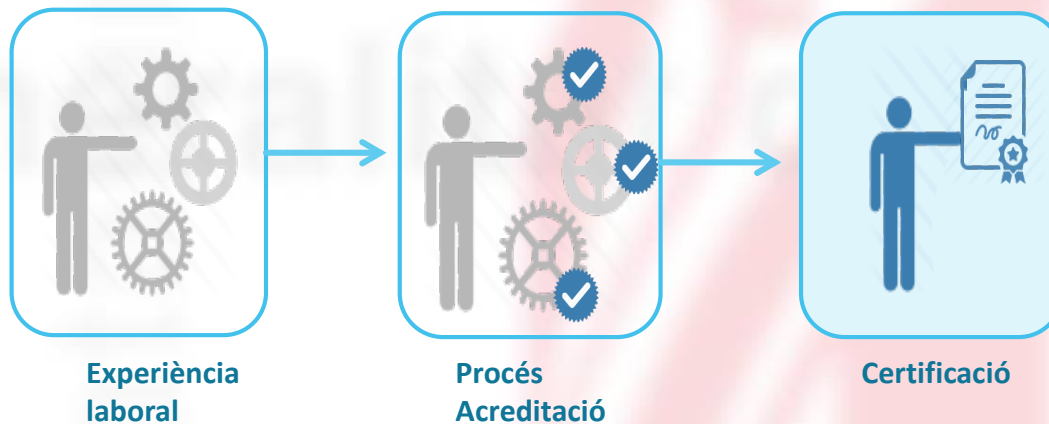 Experiència
laboral
Procés
Acreditació
Certificació